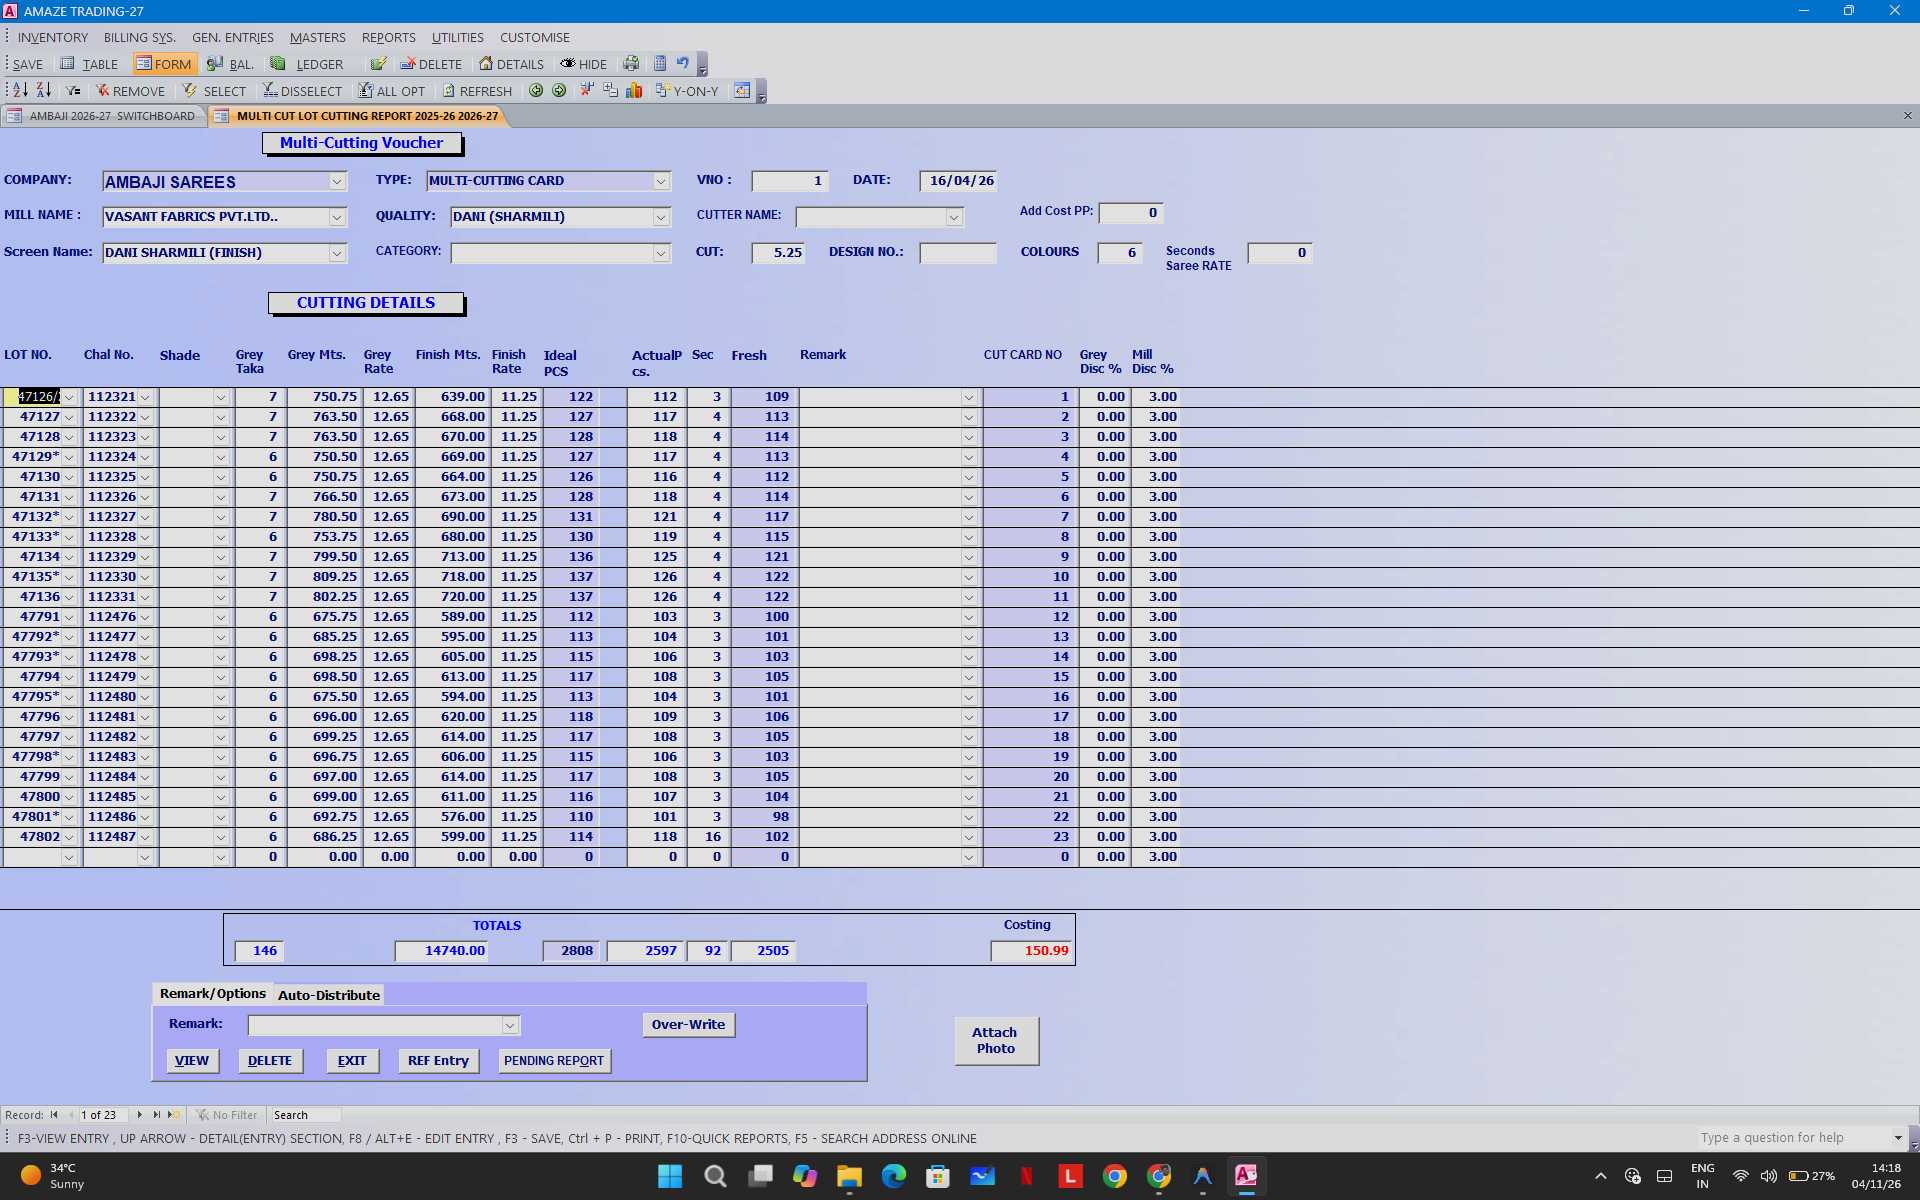 AMAZE TRADING-27
INVENTORY BILLING SYS. GEN. ENTRIES MASTERS REPORTS UTILITIES CUSTOMISE
SAVE TABLE FORM BAL. LEDGER DELETE DETAILS HIDE
REMOVE SELECT DISSELECT ALL OPT REFRESH Y-ON-Y
AMBAJI 2026-27 SWITCHBOARD MULTI CUT LOT CUTTING REPORT 2025-26 2026-27
Multi-Cutting Voucher
COMPANY: AMBAJI SAREES TYPE: MULTI-CUTTING CARD VNO : 1 DATE: 16/04/26
MILL NAME : VASANT FABRICS PVT.LTD.. QUALITY: DANI (SHARMILI) CUTTER NAME: Add Cost PP: 0
Screen Name: DANI SHARMILI (FINISH) CATEGORY: CUT: 5.25 DESIGN NO.: COLOURS 6 Seconds Saree RATE 0
CUTTING DETAILS
LOT NO. Chal No. Shade Grey Taka Grey Mts. Grey Rate Finish Mts. Finish Rate Ideal PCS ActualP cs. Sec Fresh Remark CUT CARD NO Grey Disc % Mill Disc %
47126/ 112321 7 750.75 12.65 639.00 11.25 122 112 3 109 1 0.00 3.00
47127 112322 7 763.50 12.65 668.00 11.25 127 117 4 113 2 0.00 3.00
47128 112323 7 763.50 12.65 670.00 11.25 128 118 4 114 3 0.00 3.00
47129* 112324 6 750.50 12.65 669.00 11.25 127 117 4 113 4 0.00 3.00
47130 112325 6 750.75 12.65 664.00 11.25 126 116 4 112 5 0.00 3.00
47131 112326 7 766.50 12.65 673.00 11.25 128 118 4 114 6 0.00 3.00
47132* 112327 7 780.50 12.65 690.00 11.25 131 121 4 117 7 0.00 3.00
47133* 112328 6 753.75 12.65 680.00 11.25 130 119 4 115 8 0.00 3.00
47134 112329 7 799.50 12.65 713.00 11.25 136 125 4 121 9 0.00 3.00
47135* 112330 7 809.25 12.65 718.00 11.25 137 126 4 122 10 0.00 3.00
47136 112331 7 802.25 12.65 720.00 11.25 137 126 4 122 11 0.00 3.00
47791 112476 6 675.75 12.65 589.00 11.25 112 103 3 100 12 0.00 3.00
47792* 112477 6 685.25 12.65 595.00 11.25 113 104 3 101 13 0.00 3.00
47793* 112478 6 698.25 12.65 605.00 11.25 115 106 3 103 14 0.00 3.00
47794 112479 6 698.50 12.65 613.00 11.25 117 108 3 105 15 0.00 3.00
47795* 112480 6 675.50 12.65 594.00 11.25 113 104 3 101 16 0.00 3.00
47796 112481 6 696.00 12.65 620.00 11.25 118 109 3 106 17 0.00 3.00
47797 112482 6 699.25 12.65 614.00 11.25 117 108 3 105 18 0.00 3.00
47798* 112483 6 696.75 12.65 606.00 11.25 115 106 3 103 19 0.00 3.00
47799 112484 6 697.00 12.65 614.00 11.25 117 108 3 105 20 0.00 3.00
47800 112485 6 699.00 12.65 611.00 11.25 116 107 3 104 21 0.00 3.00
47801* 112486 6 692.75 12.65 576.00 11.25 110 101 3 98 22 0.00 3.00
47802 112487 6 686.25 12.65 599.00 11.25 114 118 16 102 23 0.00 3.00
0 0.00 0.00 0.00 0.00 0 0 0 0 0 0.00 3.00
TOTALS Costing
146 14740.00 2808 2597 92 2505 150.99
Remark/Options Auto-Distribute
Remark: Over-Write
Attach Photo
VIEW DELETE EXIT REF Entry PENDING REPORT
Record: 1 of 23 No Filter Search
F3-VIEW ENTRY , UP ARROW - DETAIL(ENTRY) SECTION, F8 / ALT+E - EDIT ENTRY , F3 - SAVE, Ctrl + P - PRINT, F10-QUICK REPORTS, F5 - SEARCH ADDRESS ONLINE Type a question for help
34°C
Sunny
ENG
IN
27%
14:18
04/11/26